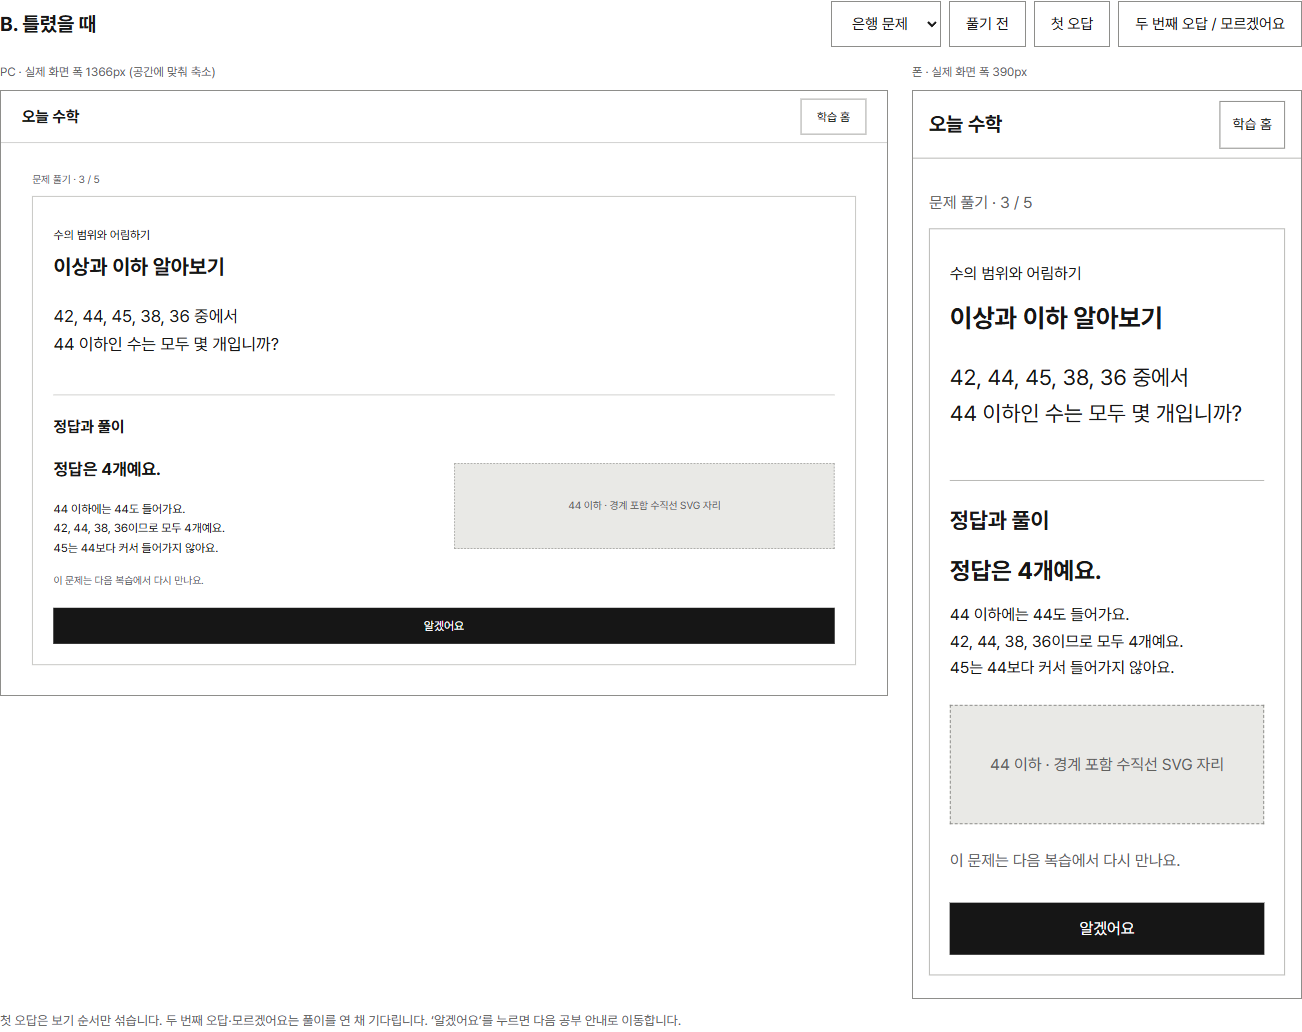 B. 틀렸을 때
은행 문제
풀기 전
첫 오답
두 번째 오답 / 모르겠어요
PC · 실제 화면 폭 1366px (공간에 맞춰 축소)
오늘 수학
학습 홈
문제 풀기 · 3 / 5
수의 범위와 어림하기
이상과 이하 알아보기
42, 44, 45, 38, 36 중에서
44 이하인 수는 모두 몇 개입니까?
정답과 풀이
정답은 4개예요.
44 이하에는 44도 들어가요.
42, 44, 38, 36이므로 모두 4개예요.
45는 44보다 커서 들어가지 않아요.
44 이하 · 경계 포함 수직선 SVG 자리
이 문제는 다음 복습에서 다시 만나요.
알겠어요
폰 · 실제 화면 폭 390px
오늘 수학
학습 홈
문제 풀기 · 3 / 5
수의 범위와 어림하기
이상과 이하 알아보기
42, 44, 45, 38, 36 중에서
44 이하인 수는 모두 몇 개입니까?
정답과 풀이
정답은 4개예요.
44 이하에는 44도 들어가요.
42, 44, 38, 36이므로 모두 4개예요.
45는 44보다 커서 들어가지 않아요.
44 이하 · 경계 포함 수직선 SVG 자리
이 문제는 다음 복습에서 다시 만나요.
알겠어요
첫 오답은 보기 순서만 섞습니다. 두 번째 오답·모르겠어요는 풀이를 연 채 기다립니다. '알겠어요'를 누르면 다음 공부 안내로 이동합니다.